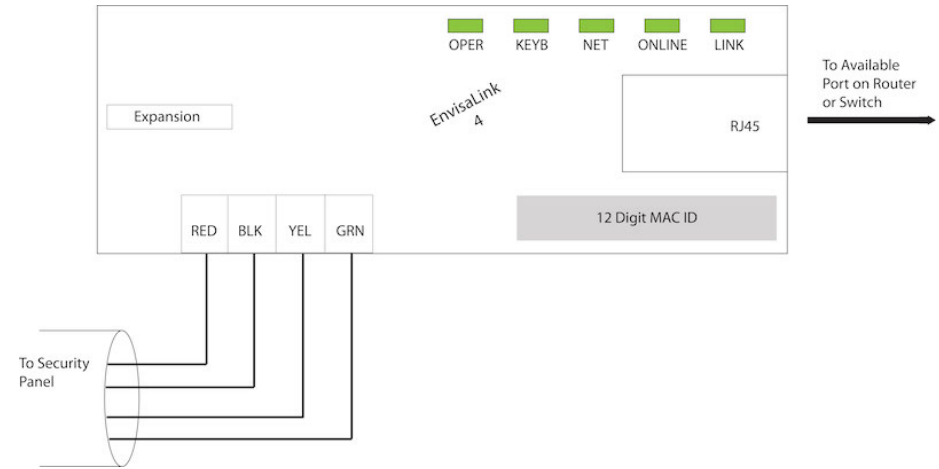 OPER KEYB NET ONLINE LINK
To Available
Port on Router
or Switch
EnvisaLink
4
Expansion
RJ45
12 Digit MAC ID
RED BLK YEL GRN
To Security
Panel